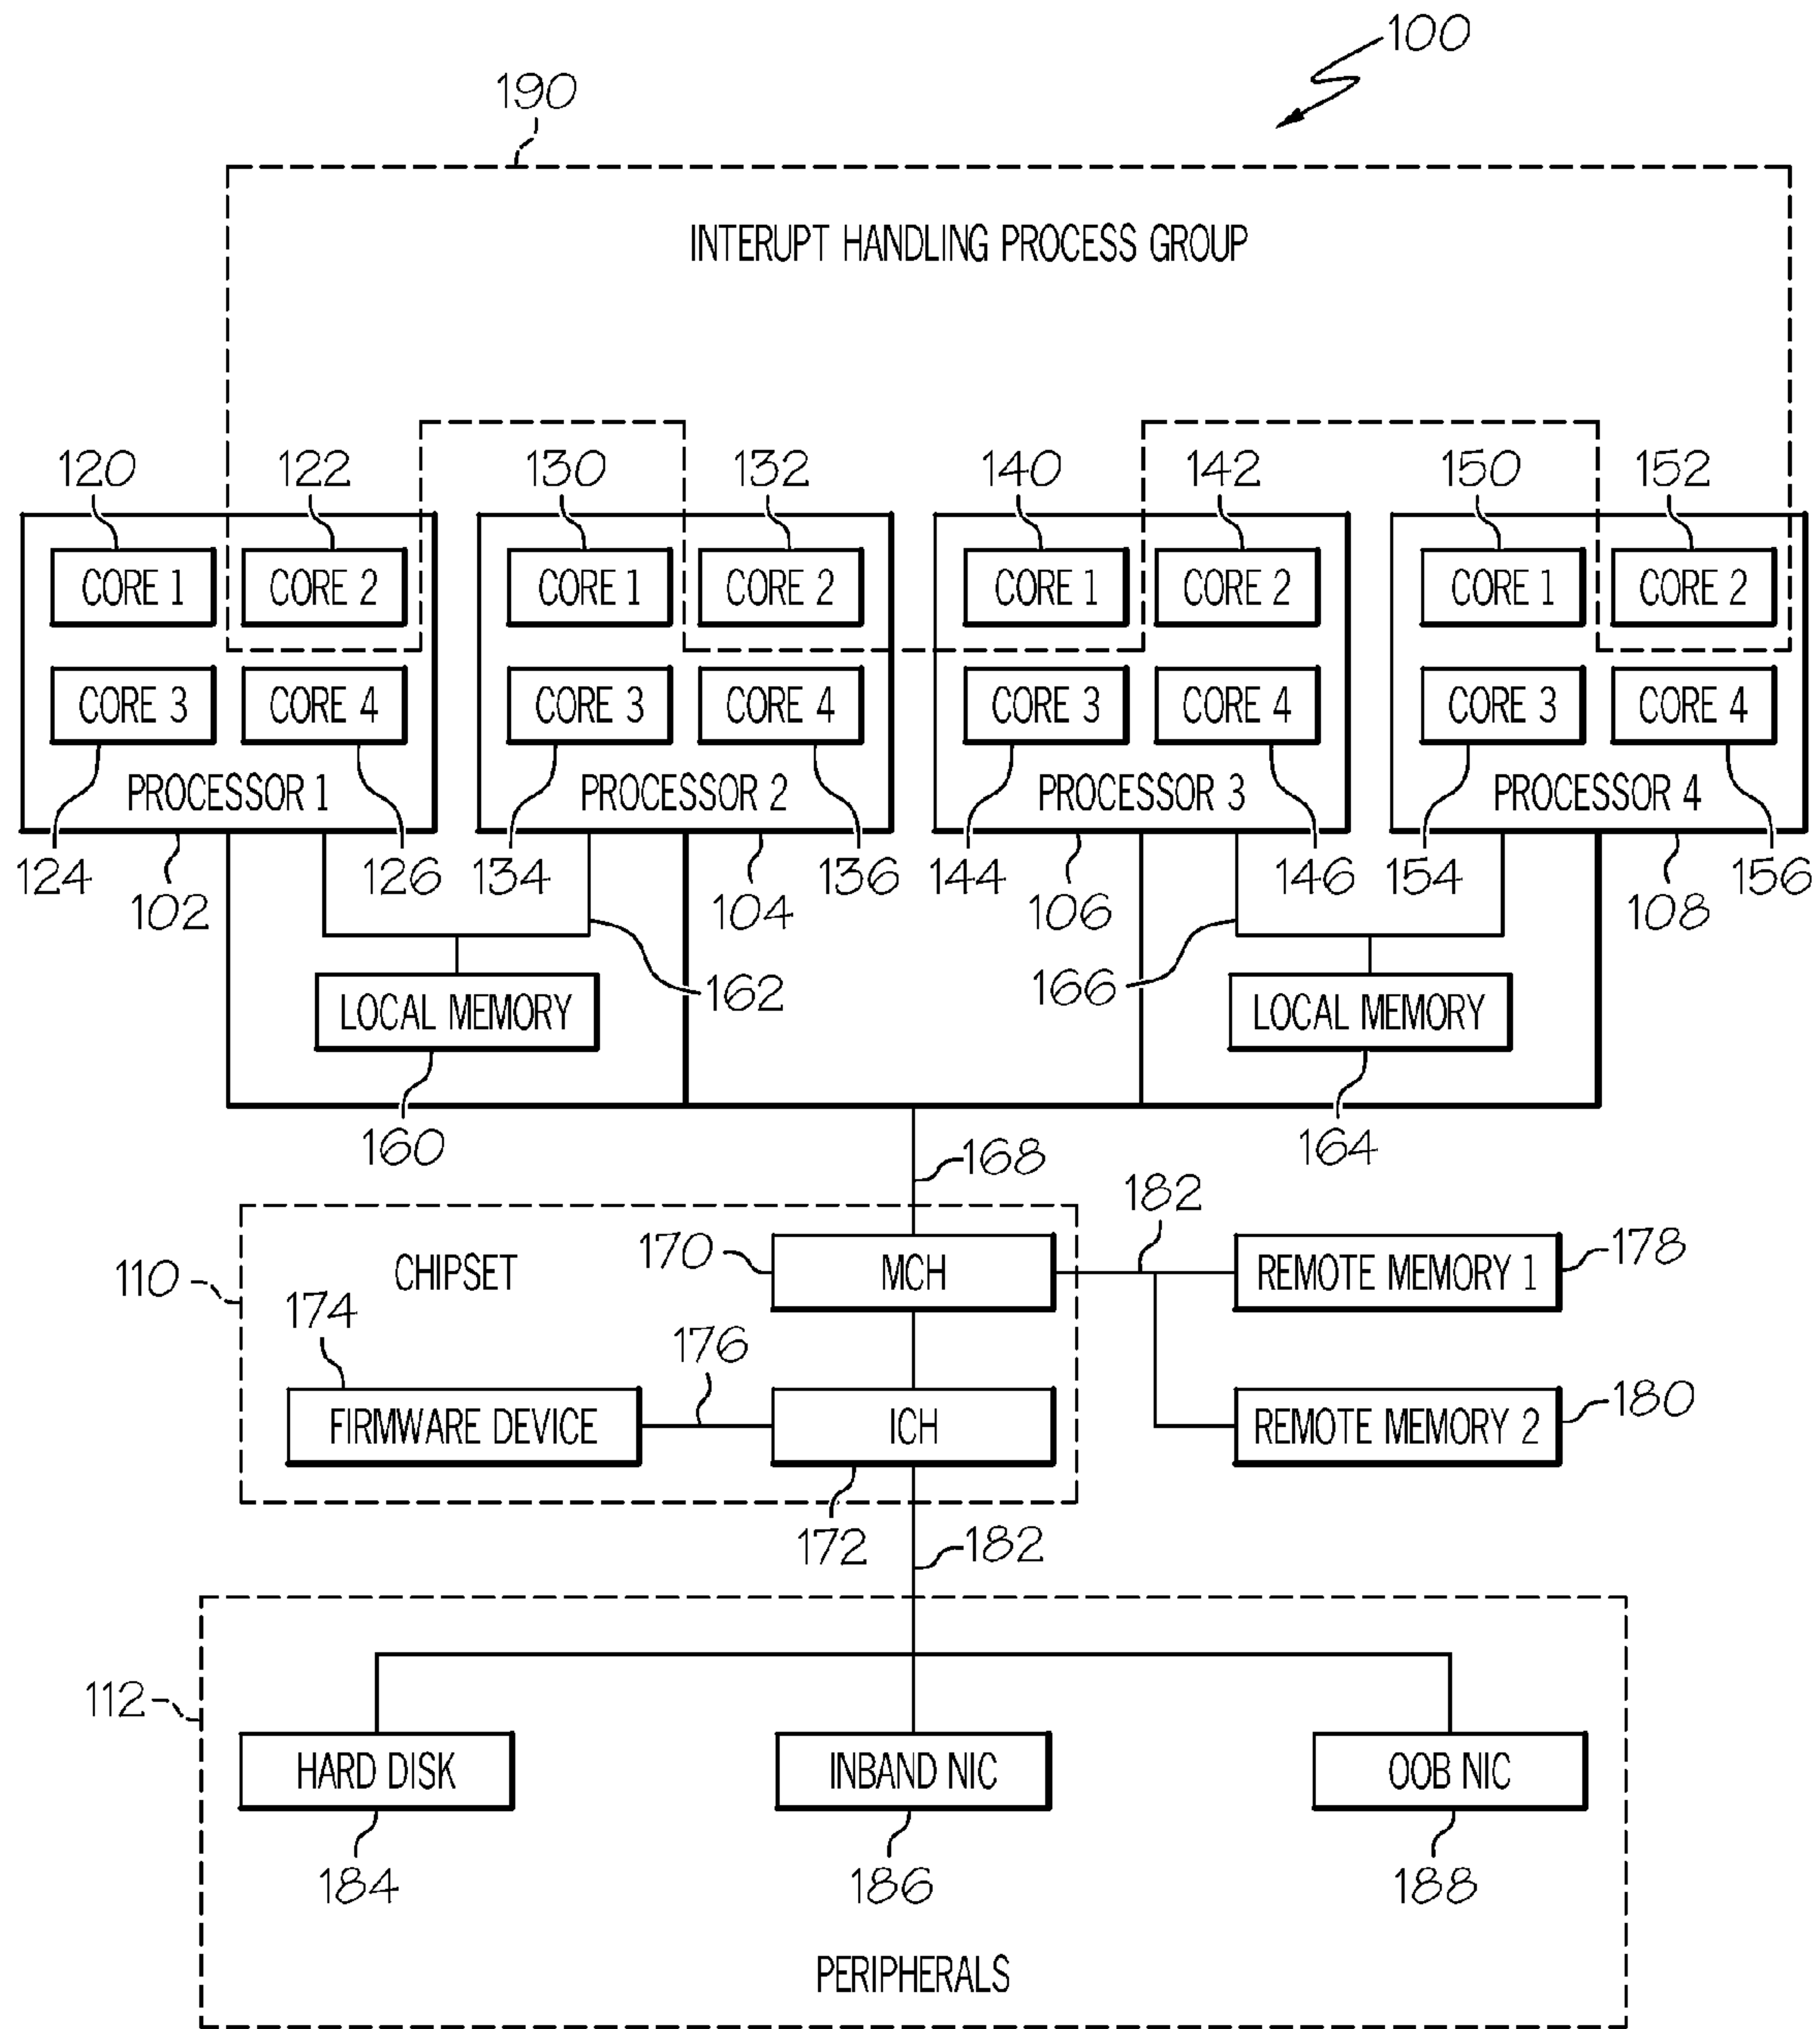 100
190
INTERUPT HANDLING PROCESS GROUP
120 122 130 132 140 142 150 152
CORE 1 CORE 2 CORE 1 CORE 2 CORE 1 CORE 2 CORE 1 CORE 2
CORE 3 CORE 4 CORE 3 CORE 4 CORE 3 CORE 4 CORE 3 CORE 4
PROCESSOR 1 PROCESSOR 2 PROCESSOR 3 PROCESSOR 4
124 126 134 136 144 146 154 156
102 104 106 108
162 166
LOCAL MEMORY LOCAL MEMORY
160 164
168
182
110 CHIPSET 170 MCH REMOTE MEMORY 1 178
174 176
FIRMWARE DEVICE ICH REMOTE MEMORY 2 180
172 182
112
HARD DISK INBAND NIC OOB NIC
184 186 188
PERIPHERALS